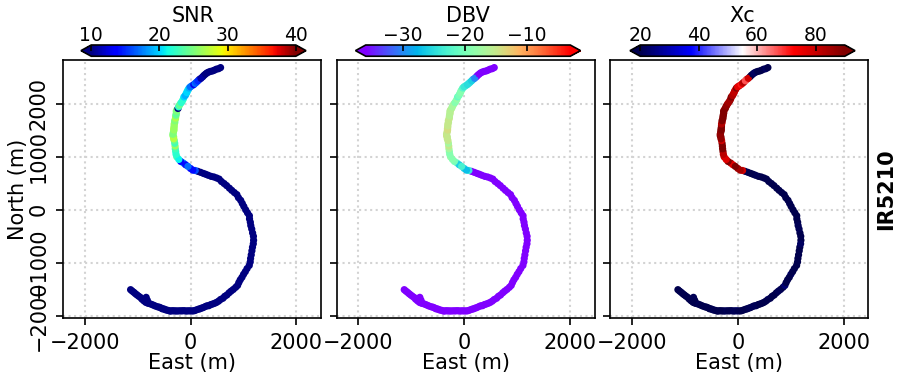 SNR DBV Xc
10 20 30 40 −30 −20 −10 20 40 60 80
North (m)
2000
1000
0
−1000
−2000
−2000 0 2000 −2000 0 2000 −2000 0 2000
East (m) East (m) East (m)
IR5210